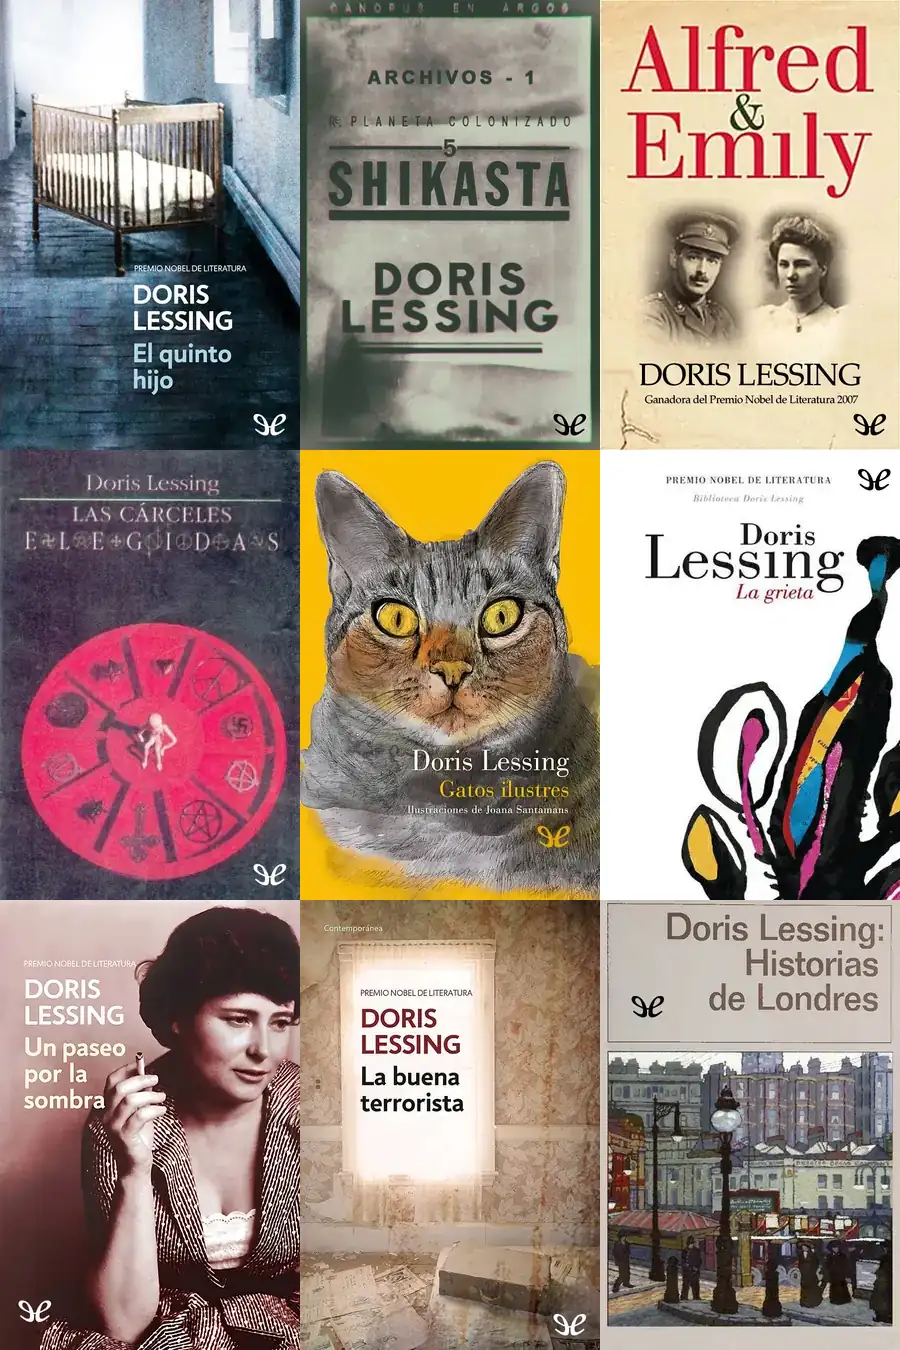 PREMIO NOBEL DE LITERATURA
DORIS
LESSING
El quinto
hijo
CANOPUS EN ARGOS
ARCHIVOS - 1
PLANETA COLONIZADO
5
SHIKASTA
DORIS
LESSING
Alfred
&
Emily
DORIS LESSING
Ganadora del Premio Nobel de Literatura 2007
Doris Lessing
LAS CÁRCELES
ELEGIDAS
Doris Lessing
Gatos ilustres
Ilustraciones de Joana Santamans
PREMIO NOBEL DE LITERATURA
Biblioteca Doris Lessing
Doris
Lessing
La grieta
PREMIO NOBEL DE LITERATURA
DORIS
LESSING
Un paseo
por la
sombra
Contemporánea
PREMIO NOBEL DE LITERATURA
DORIS
LESSING
La buena
terrorista
Doris Lessing:
Historias
de Londres